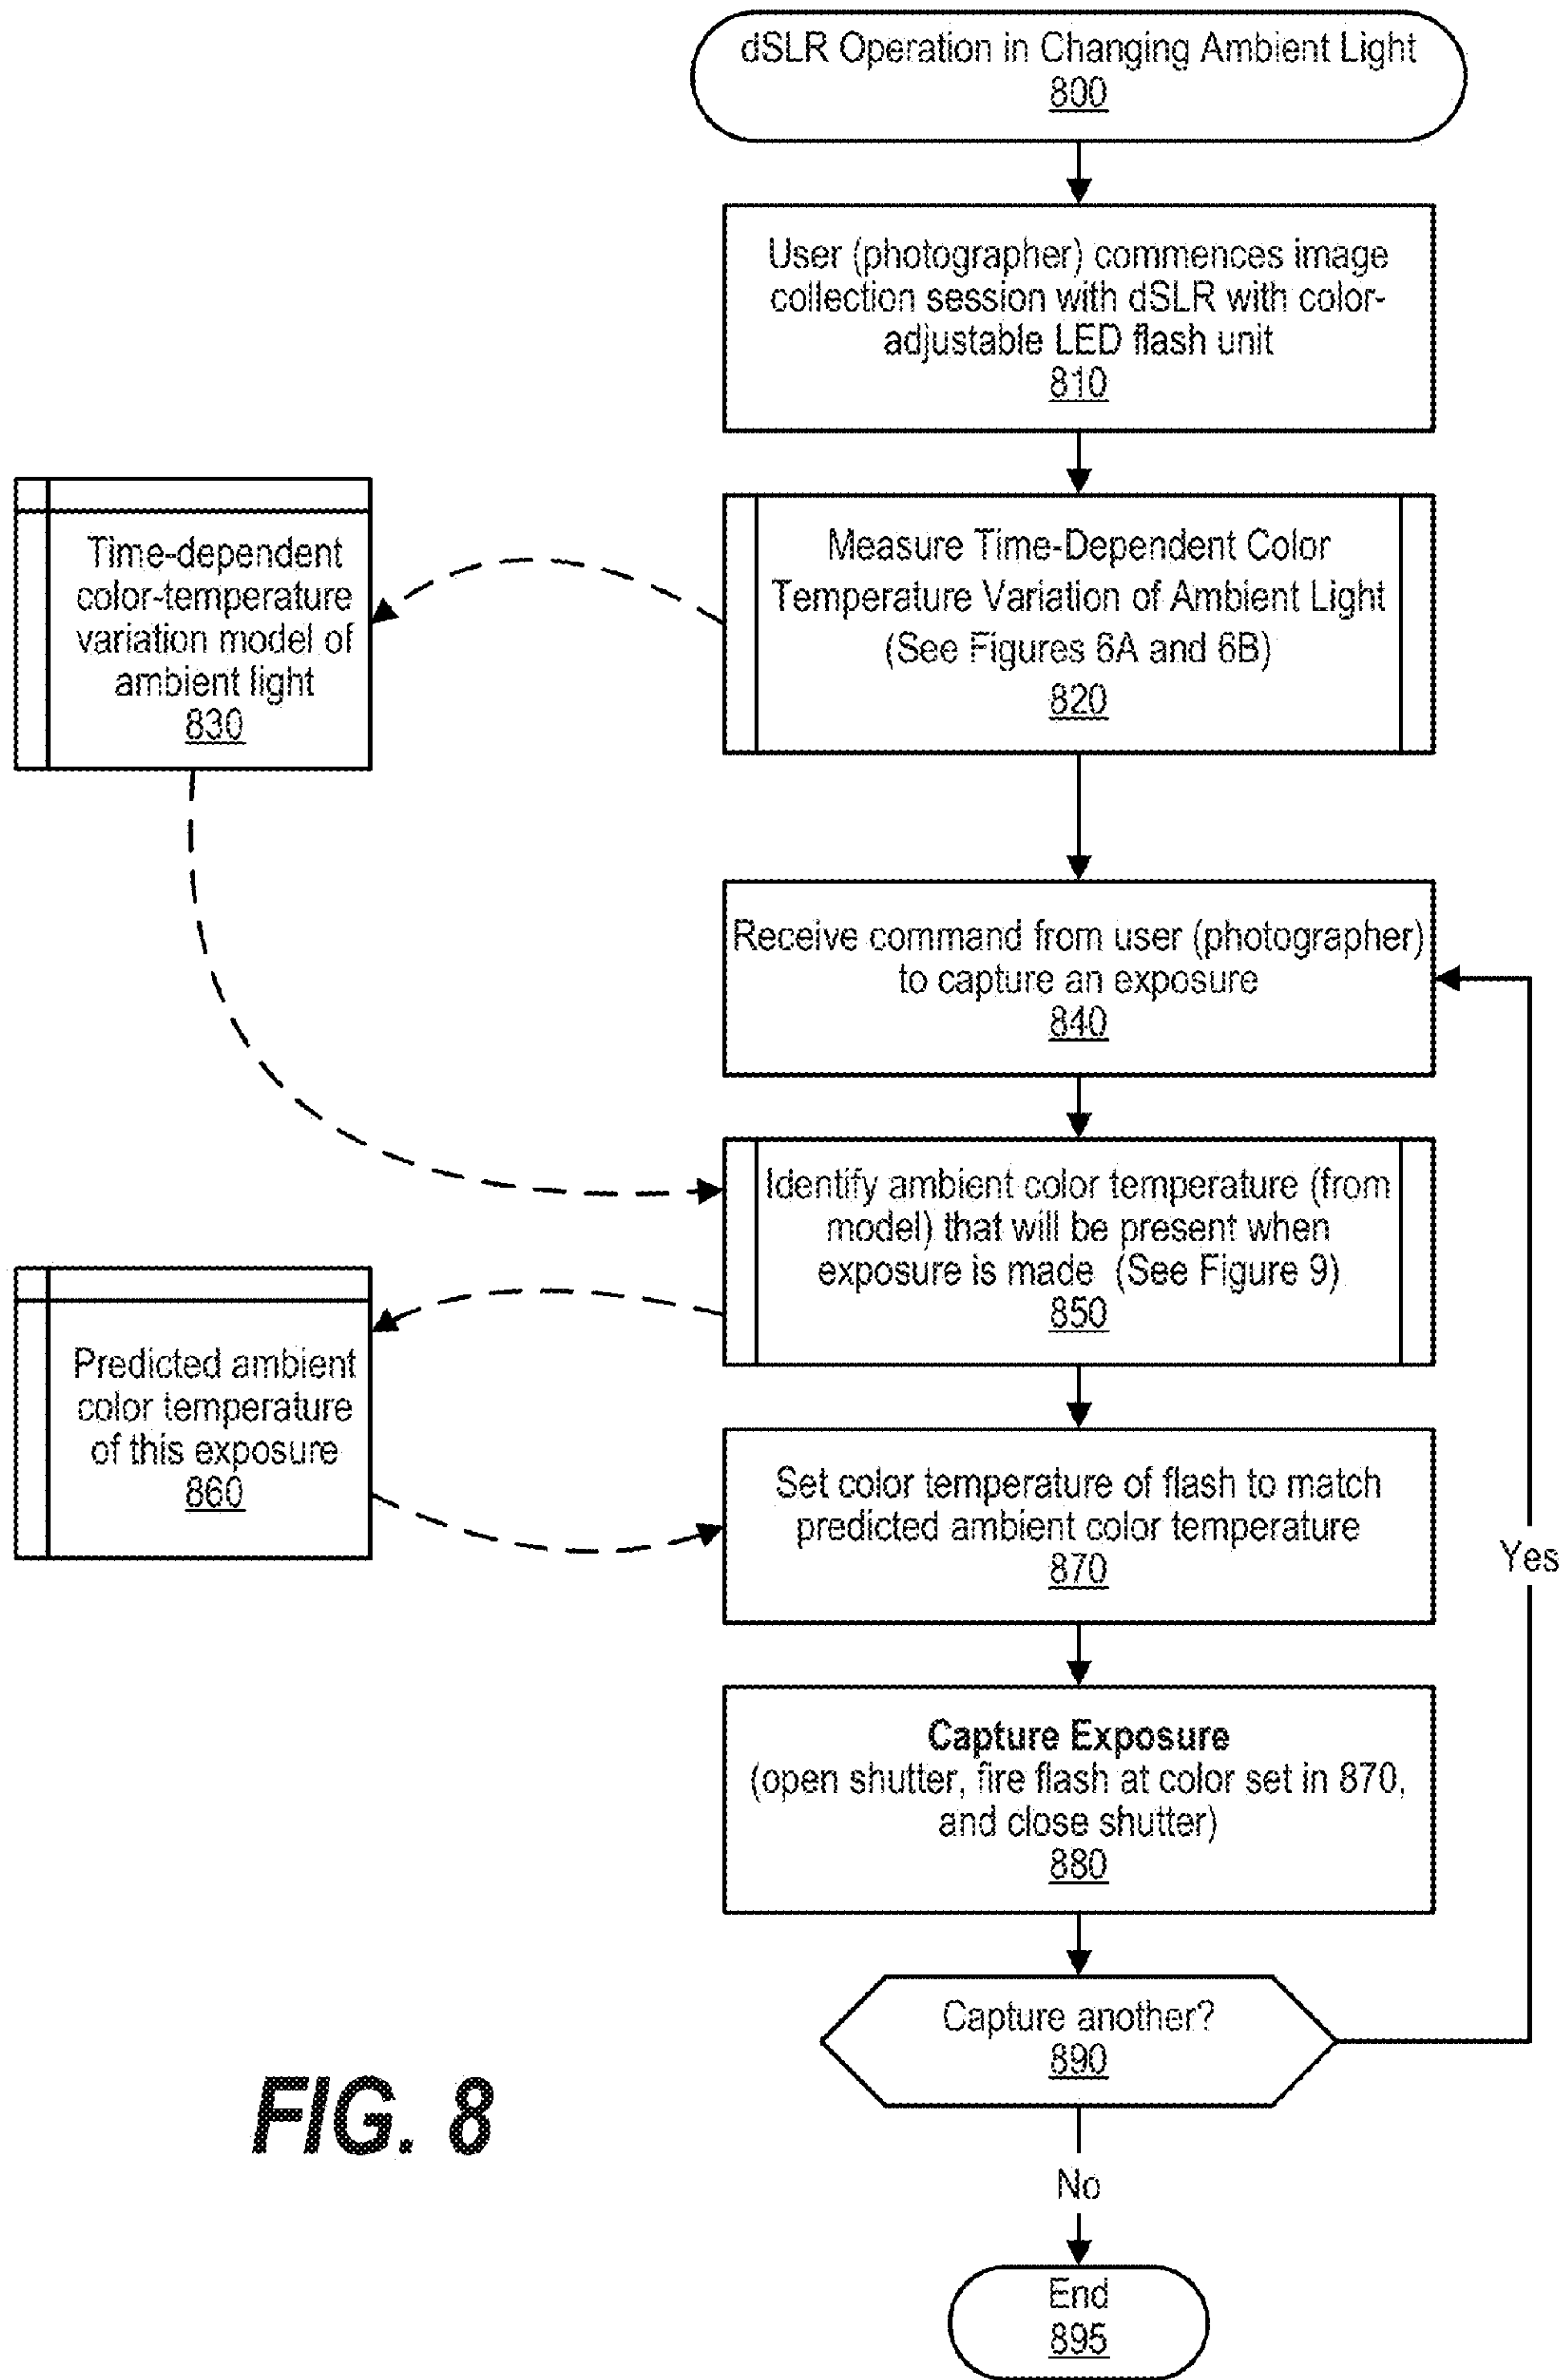 dSLR Operation in Changing Ambient Light
800
User (photographer) commences image
collection session with dSLR with color-
adjustable LED flash unit
810
Measure Time-Dependent Color
Temperature Variation of Ambient Light
(See Figures 6A and 6B)
820
Time-dependent
color-temperature
variation model of
ambient light
830
Receive command from user (photographer)
to capture an exposure
840
Identify ambient color temperature (from
model) that will be present when
exposure is made (See Figure 9)
850
Predicted ambient
color temperature
of this exposure
860
Set color temperature of flash to match
predicted ambient color temperature
870
Yes
Capture Exposure
(open shutter, fire flash at color set in 870,
and close shutter)
880
Capture another?
890
FIG. 8
No
End
895